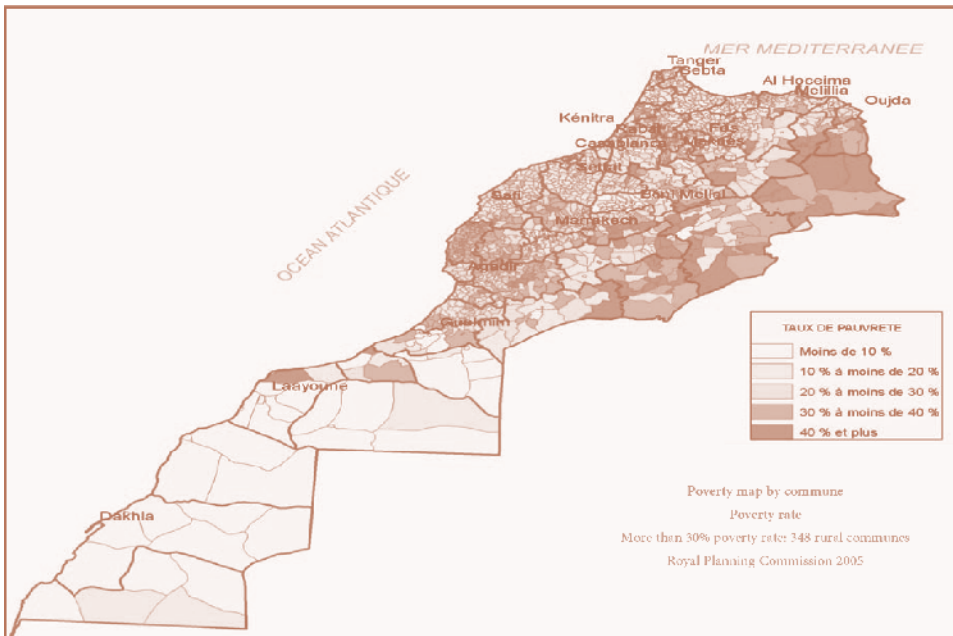 MER MEDITERRANEE
Tanger
Sebta
Al Hoceima
Melillia
Oujda
Kénitra
Rabat
Fès
Casablanca
Meknès
Settat
Safi
Beni Mellal
Marrakech
OCEAN ATLANTIQUE
Agadir
Guelmim
Laayoune
Dakhla
TAUX DE PAUVRETE
Moins de 10 %
10 % à moins de 20 %
20 % à moins de 30 %
30 % à moins de 40 %
40 % et plus
Poverty map by commune
Poverty rate
More than 30% poverty rate: 348 rural communes
Royal Planning Commission 2005